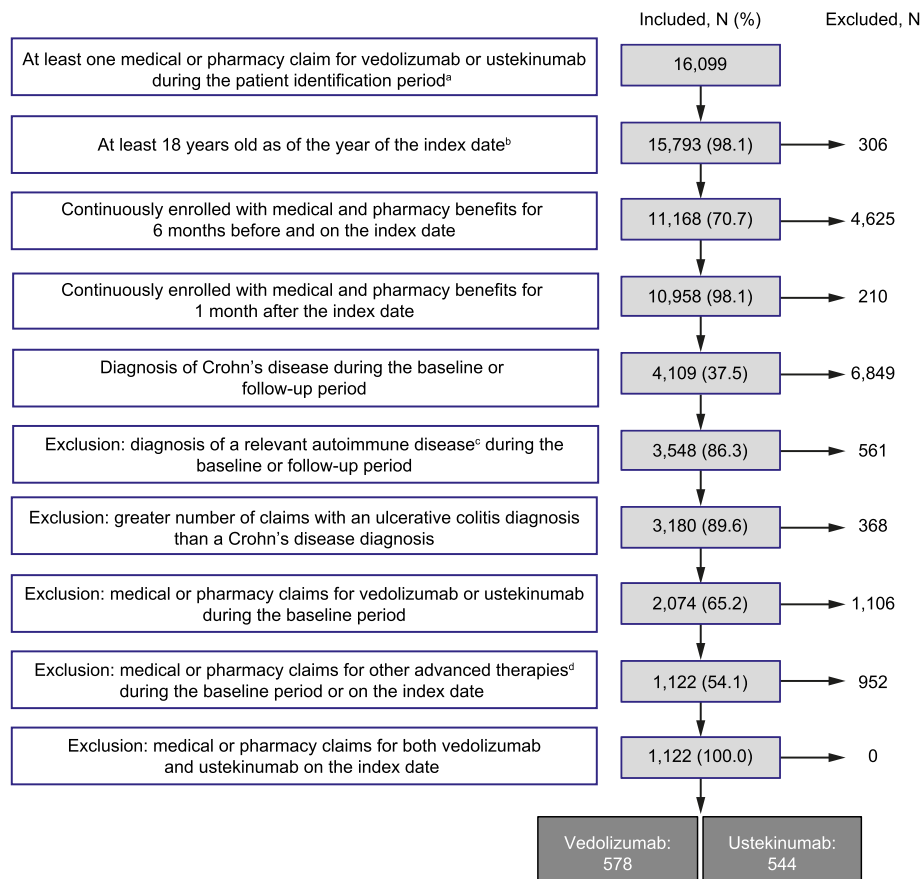 Included, N (%)
Excluded, N
At least one medical or pharmacy claim for vedolizumab or ustekinumab
during the patient identification periodᵃ
16,099
At least 18 years old as of the year of the index dateᵇ
15,793 (98.1)
306
Continuously enrolled with medical and pharmacy benefits for
6 months before and on the index date
11,168 (70.7)
4,625
Continuously enrolled with medical and pharmacy benefits for
1 month after the index date
10,958 (98.1)
210
Diagnosis of Crohn’s disease during the baseline or
follow-up period
4,109 (37.5)
6,849
Exclusion: diagnosis of a relevant autoimmune diseaseᶜ during the
baseline or follow-up period
3,548 (86.3)
561
Exclusion: greater number of claims with an ulcerative colitis diagnosis
than a Crohn’s disease diagnosis
3,180 (89.6)
368
Exclusion: medical or pharmacy claims for vedolizumab or ustekinumab
during the baseline period
2,074 (65.2)
1,106
Exclusion: medical or pharmacy claims for other advanced therapiesᵈ
during the baseline period or on the index date
1,122 (54.1)
952
Exclusion: medical or pharmacy claims for both vedolizumab
and ustekinumab on the index date
1,122 (100.0)
0
Vedolizumab:
578
Ustekinumab:
544